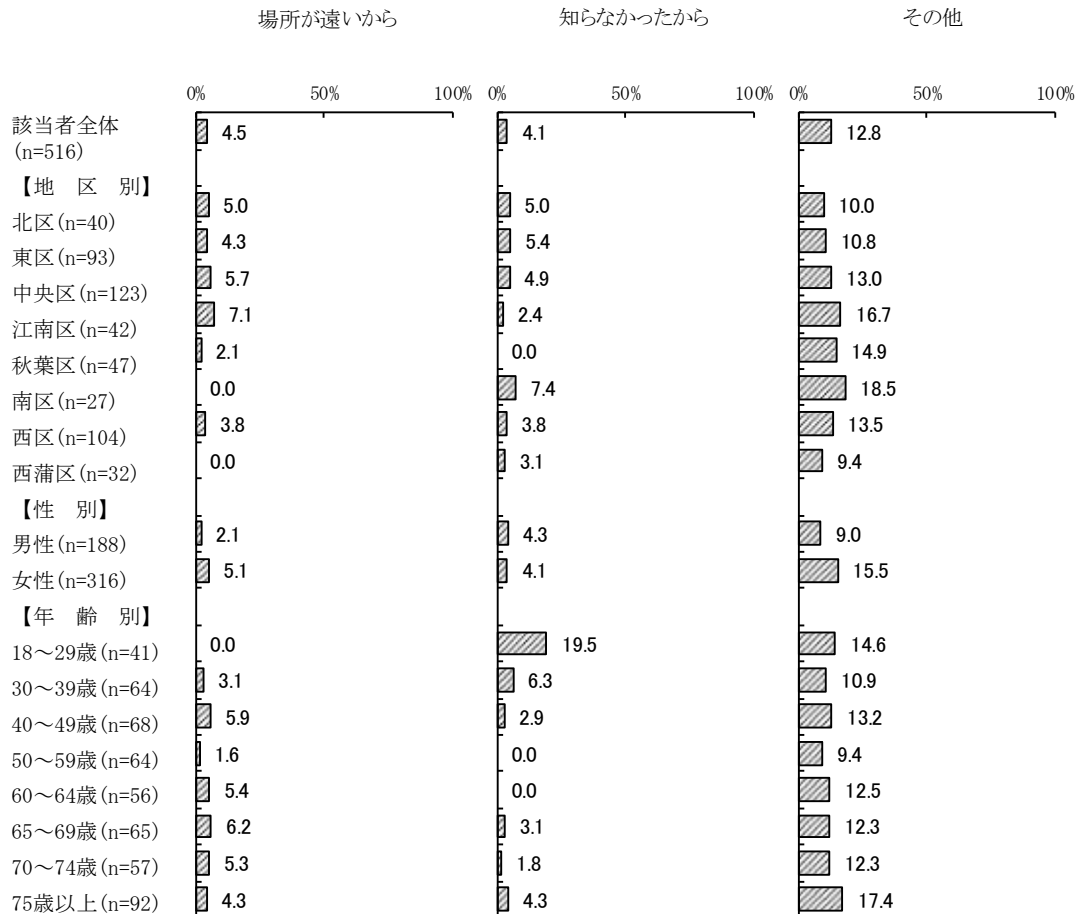 場所が遠いから 知らなかったから その他
0% 50% 100% 0% 50% 100% 0% 50% 100%
該当者全体
(n=516) 4.5 4.1 12.8
【地 区 別】
北区(n=40) 5.0 5.0 10.0
東区(n=93) 4.3 5.4 10.8
中央区(n=123) 5.7 4.9 13.0
江南区(n=42) 7.1 2.4 16.7
秋葉区(n=47) 2.1 0.0 14.9
南区(n=27) 0.0 7.4 18.5
西区(n=104) 3.8 3.8 13.5
西蒲区(n=32) 0.0 3.1 9.4
【性 別】
男性(n=188) 2.1 4.3 9.0
女性(n=316) 5.1 4.1 15.5
【年 齢 別】
18～29歳(n=41) 0.0 19.5 14.6
30～39歳(n=64) 3.1 6.3 10.9
40～49歳(n=68) 5.9 2.9 13.2
50～59歳(n=64) 1.6 0.0 9.4
60～64歳(n=56) 5.4 0.0 12.5
65～69歳(n=65) 6.2 3.1 12.3
70～74歳(n=57) 5.3 1.8 12.3
75歳以上(n=92) 4.3 4.3 17.4